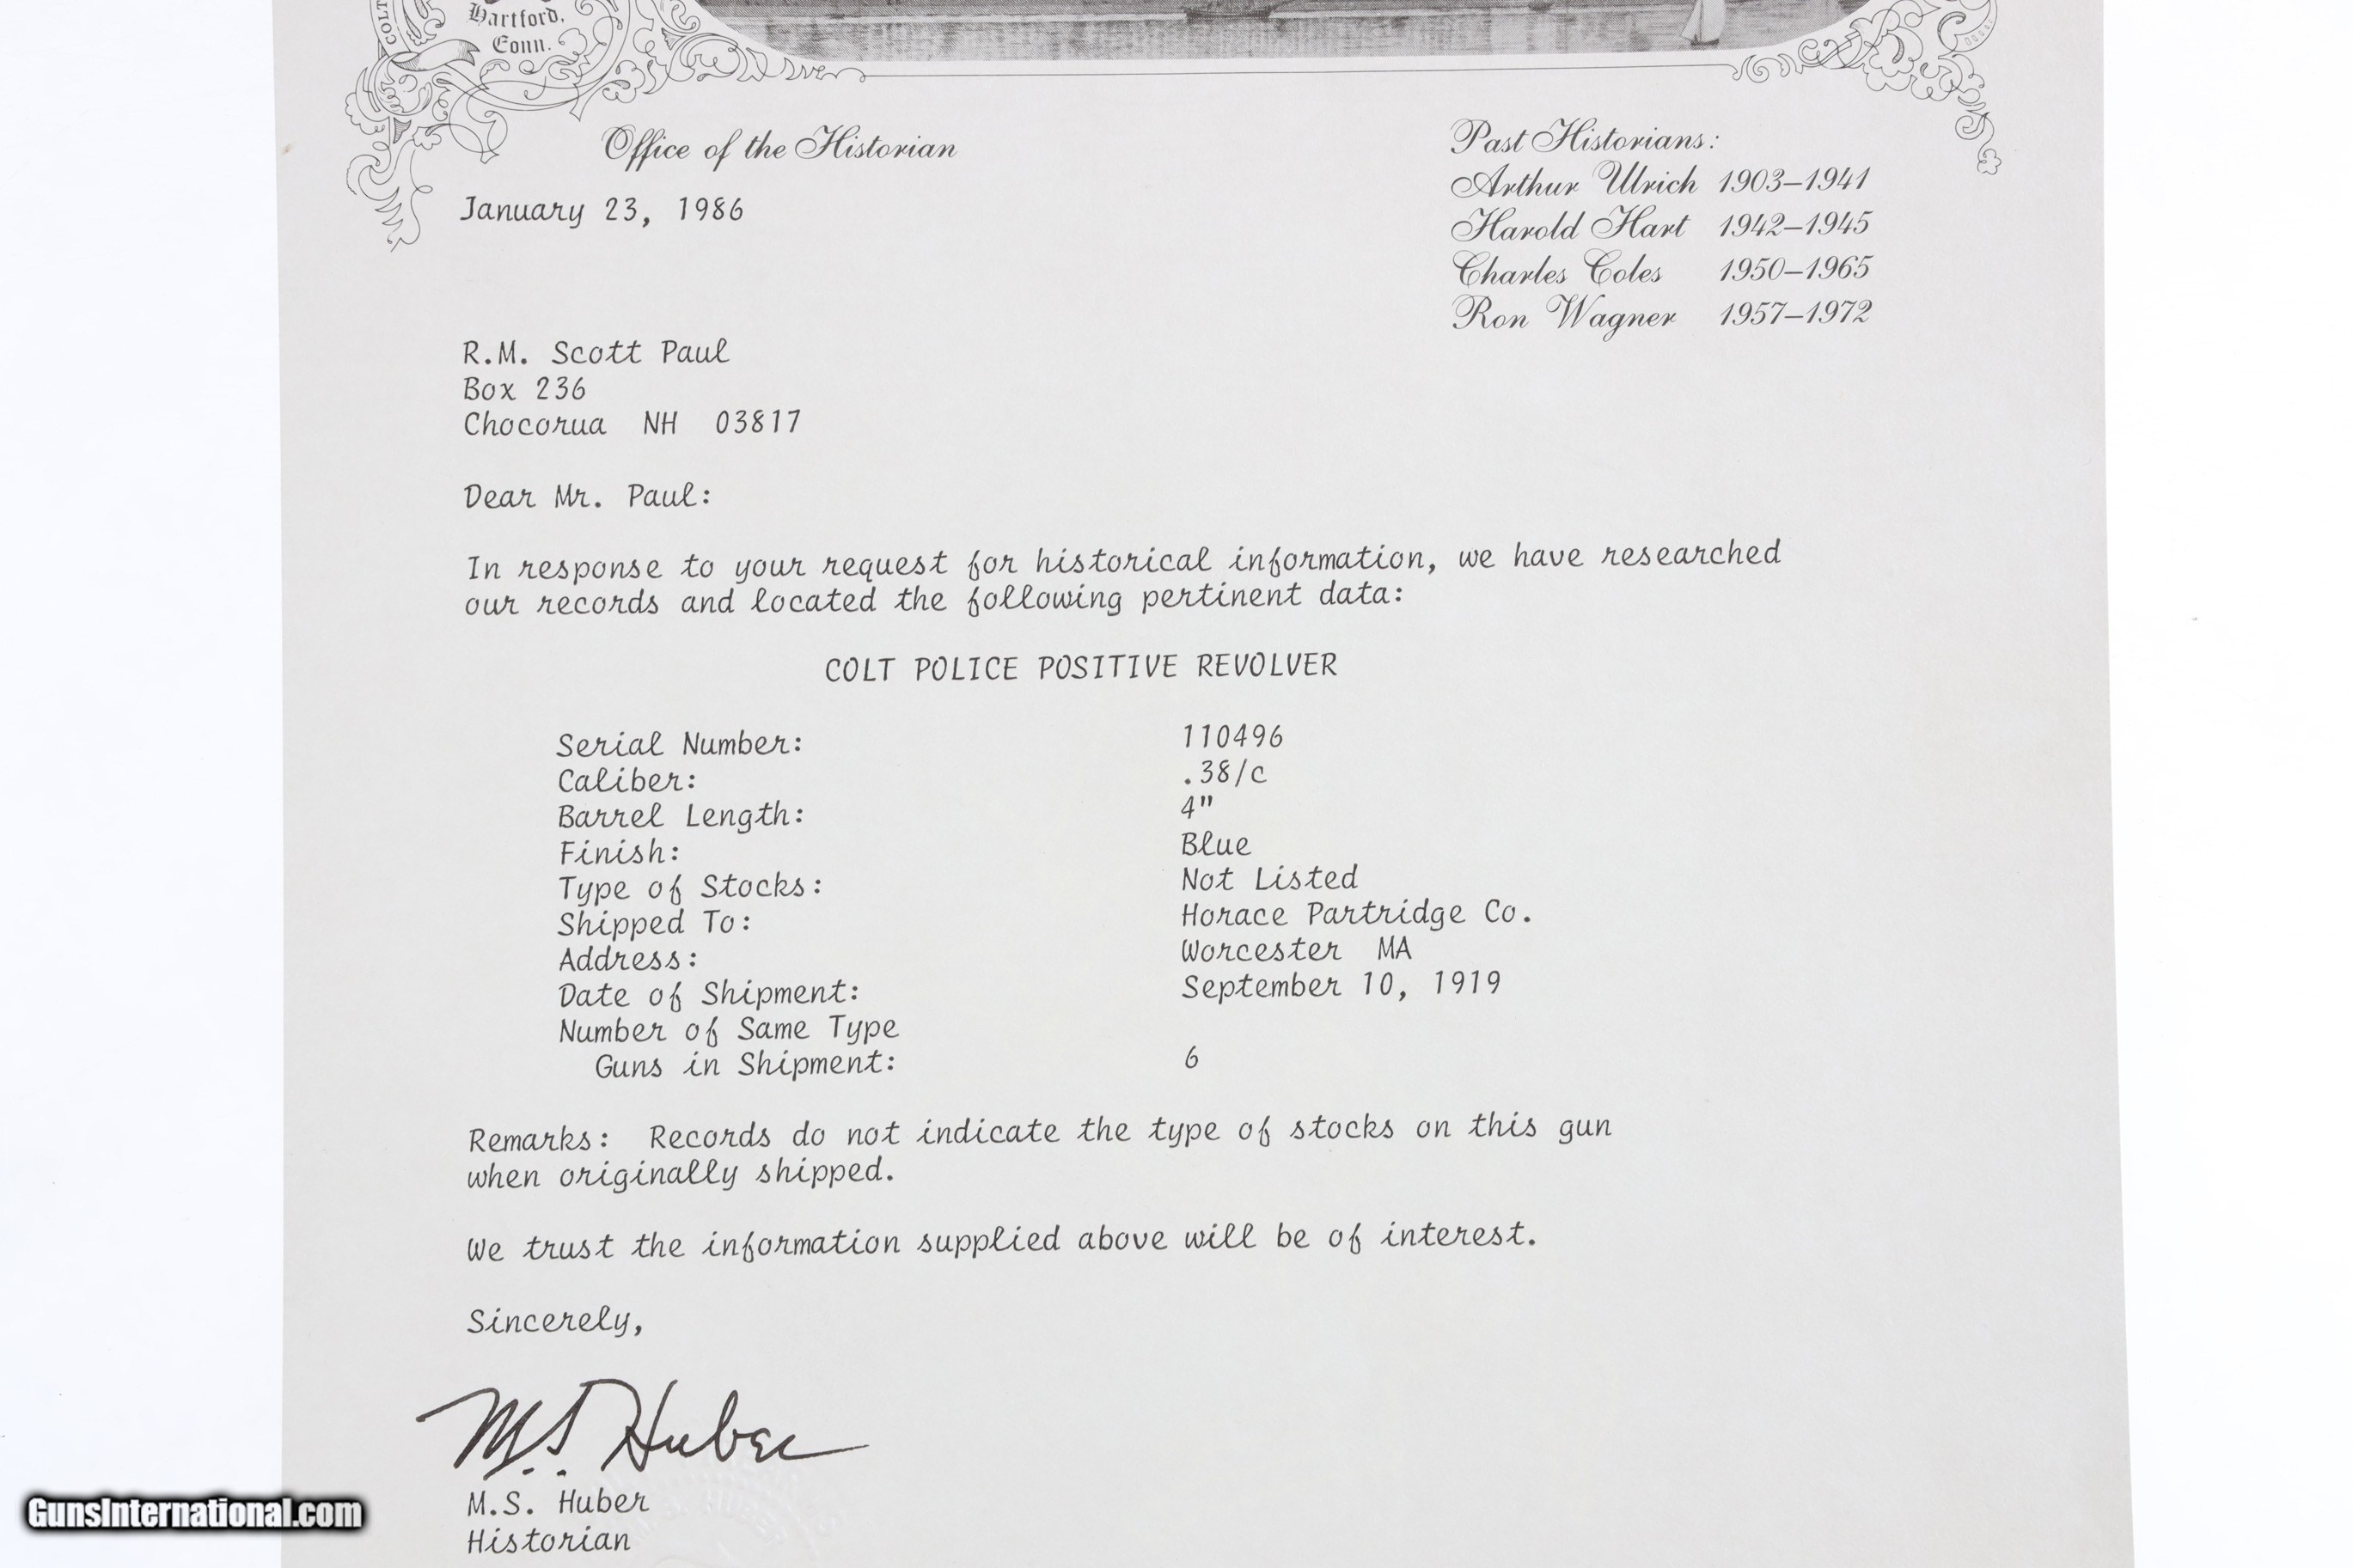 COLT
Hartford,
Conn.
Office of the Historian
January 23, 1986
Past Historians:
Arthur Ulrich 1903–1941
Harold Hart 1942–1945
Charles Coles 1950–1965
Ron Wagner 1957–1972
R.M. Scott Paul
Box 236
Chocorua NH 03817
Dear Mr. Paul:
In response to your request for historical information, we have researched
our records and located the following pertinent data:
COLT POLICE POSITIVE REVOLVER
Serial Number: 110496
Caliber: .38/c
Barrel Length: 4"
Finish: Blue
Type of Stocks: Not Listed
Shipped To: Horace Partridge Co.
Address: Worcester MA
Date of Shipment: September 10, 1919
Number of Same Type
Guns in Shipment: 6
Remarks: Records do not indicate the type of stocks on this gun
when originally shipped.
We trust the information supplied above will be of interest.
Sincerely,
M.S. Huber
M.S. Huber
Historian
GunsInternational.com